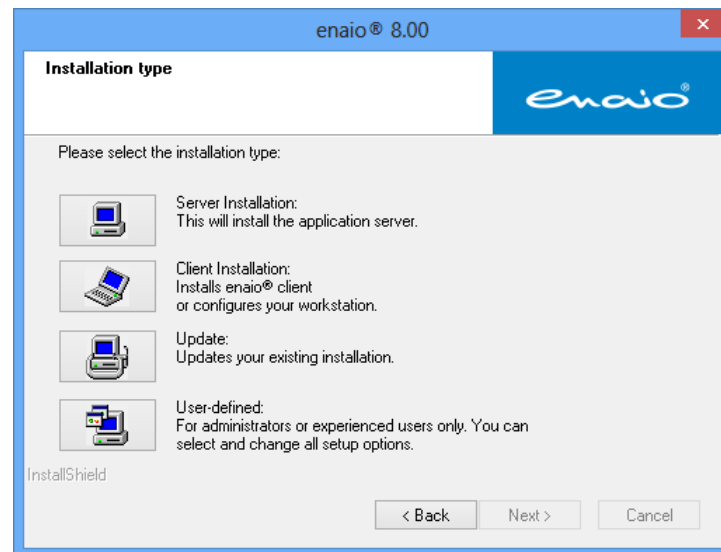 enaio® 8.00
Installation type
enaio®
Please select the installation type:
Server Installation:
This will install the application server.
Client Installation:
Installs enaio® client
or configures your workstation.
Update:
Updates your existing installation.
User-defined:
For administrators or experienced users only. You can
select and change all setup options.
InstallShield
< Back
Next >
Cancel